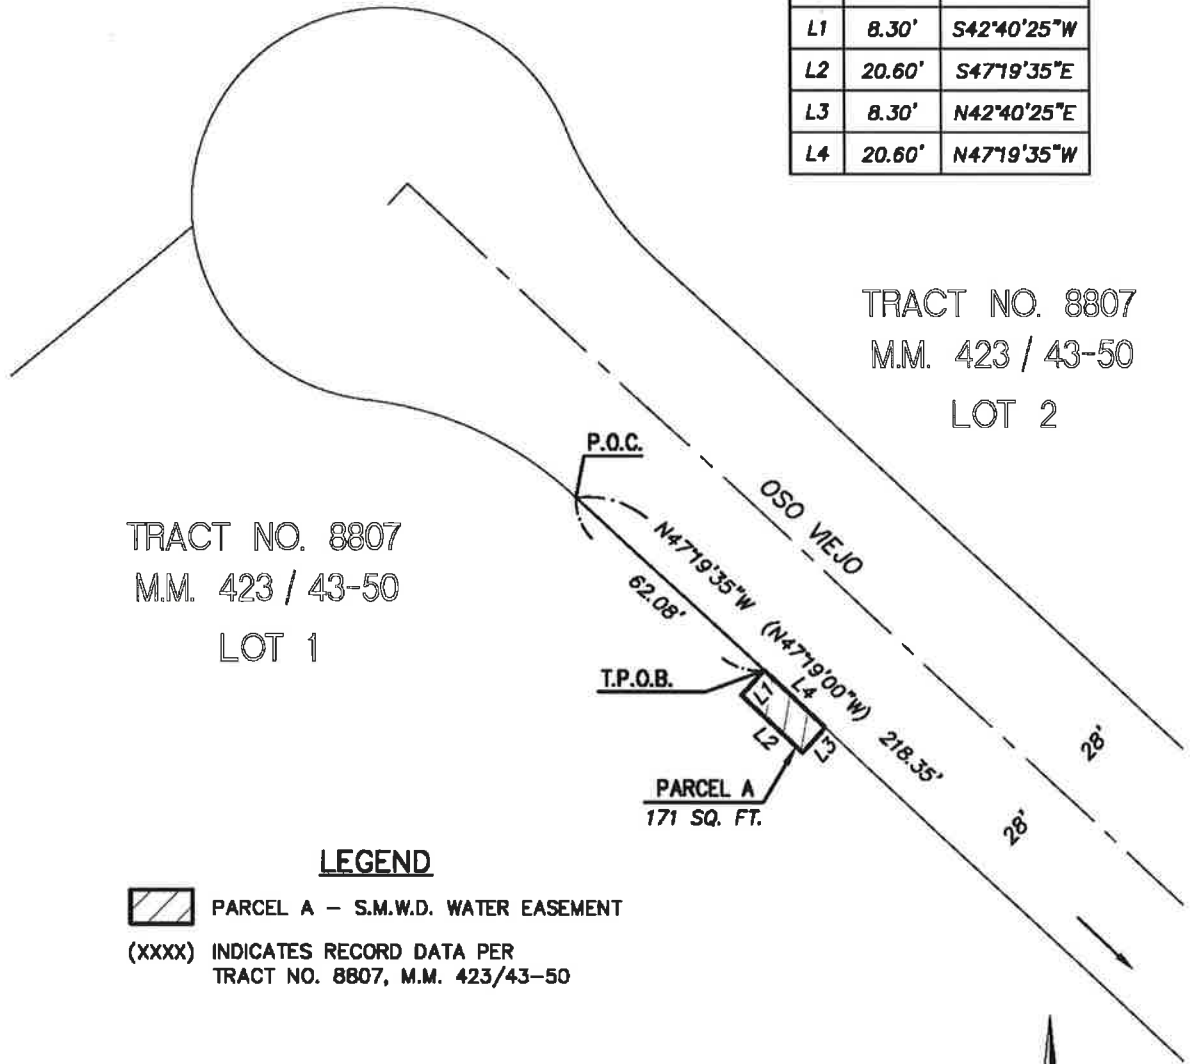 L1 8.30' S42°40'25"W
L2 20.60' S47°19'35"E
L3 8.30' N42°40'25"E
L4 20.60' N47°19'35"W
TRACT NO. 8807
M.M. 423 / 43-50
LOT 2
P.O.C.
OSO VIEJO
TRACT NO. 8807
M.M. 423 / 43-50
LOT 1
N47°19'35"W (N47°19'00"W) 218.35'
62.08'
T.P.O.B.
L1
L4
L2
L3
28'
28'
PARCEL A
171 SQ. FT.
LEGEND
PARCEL A - S.M.W.D. WATER EASEMENT
(XXXX) INDICATES RECORD DATA PER
TRACT NO. 8807, M.M. 423/43-50